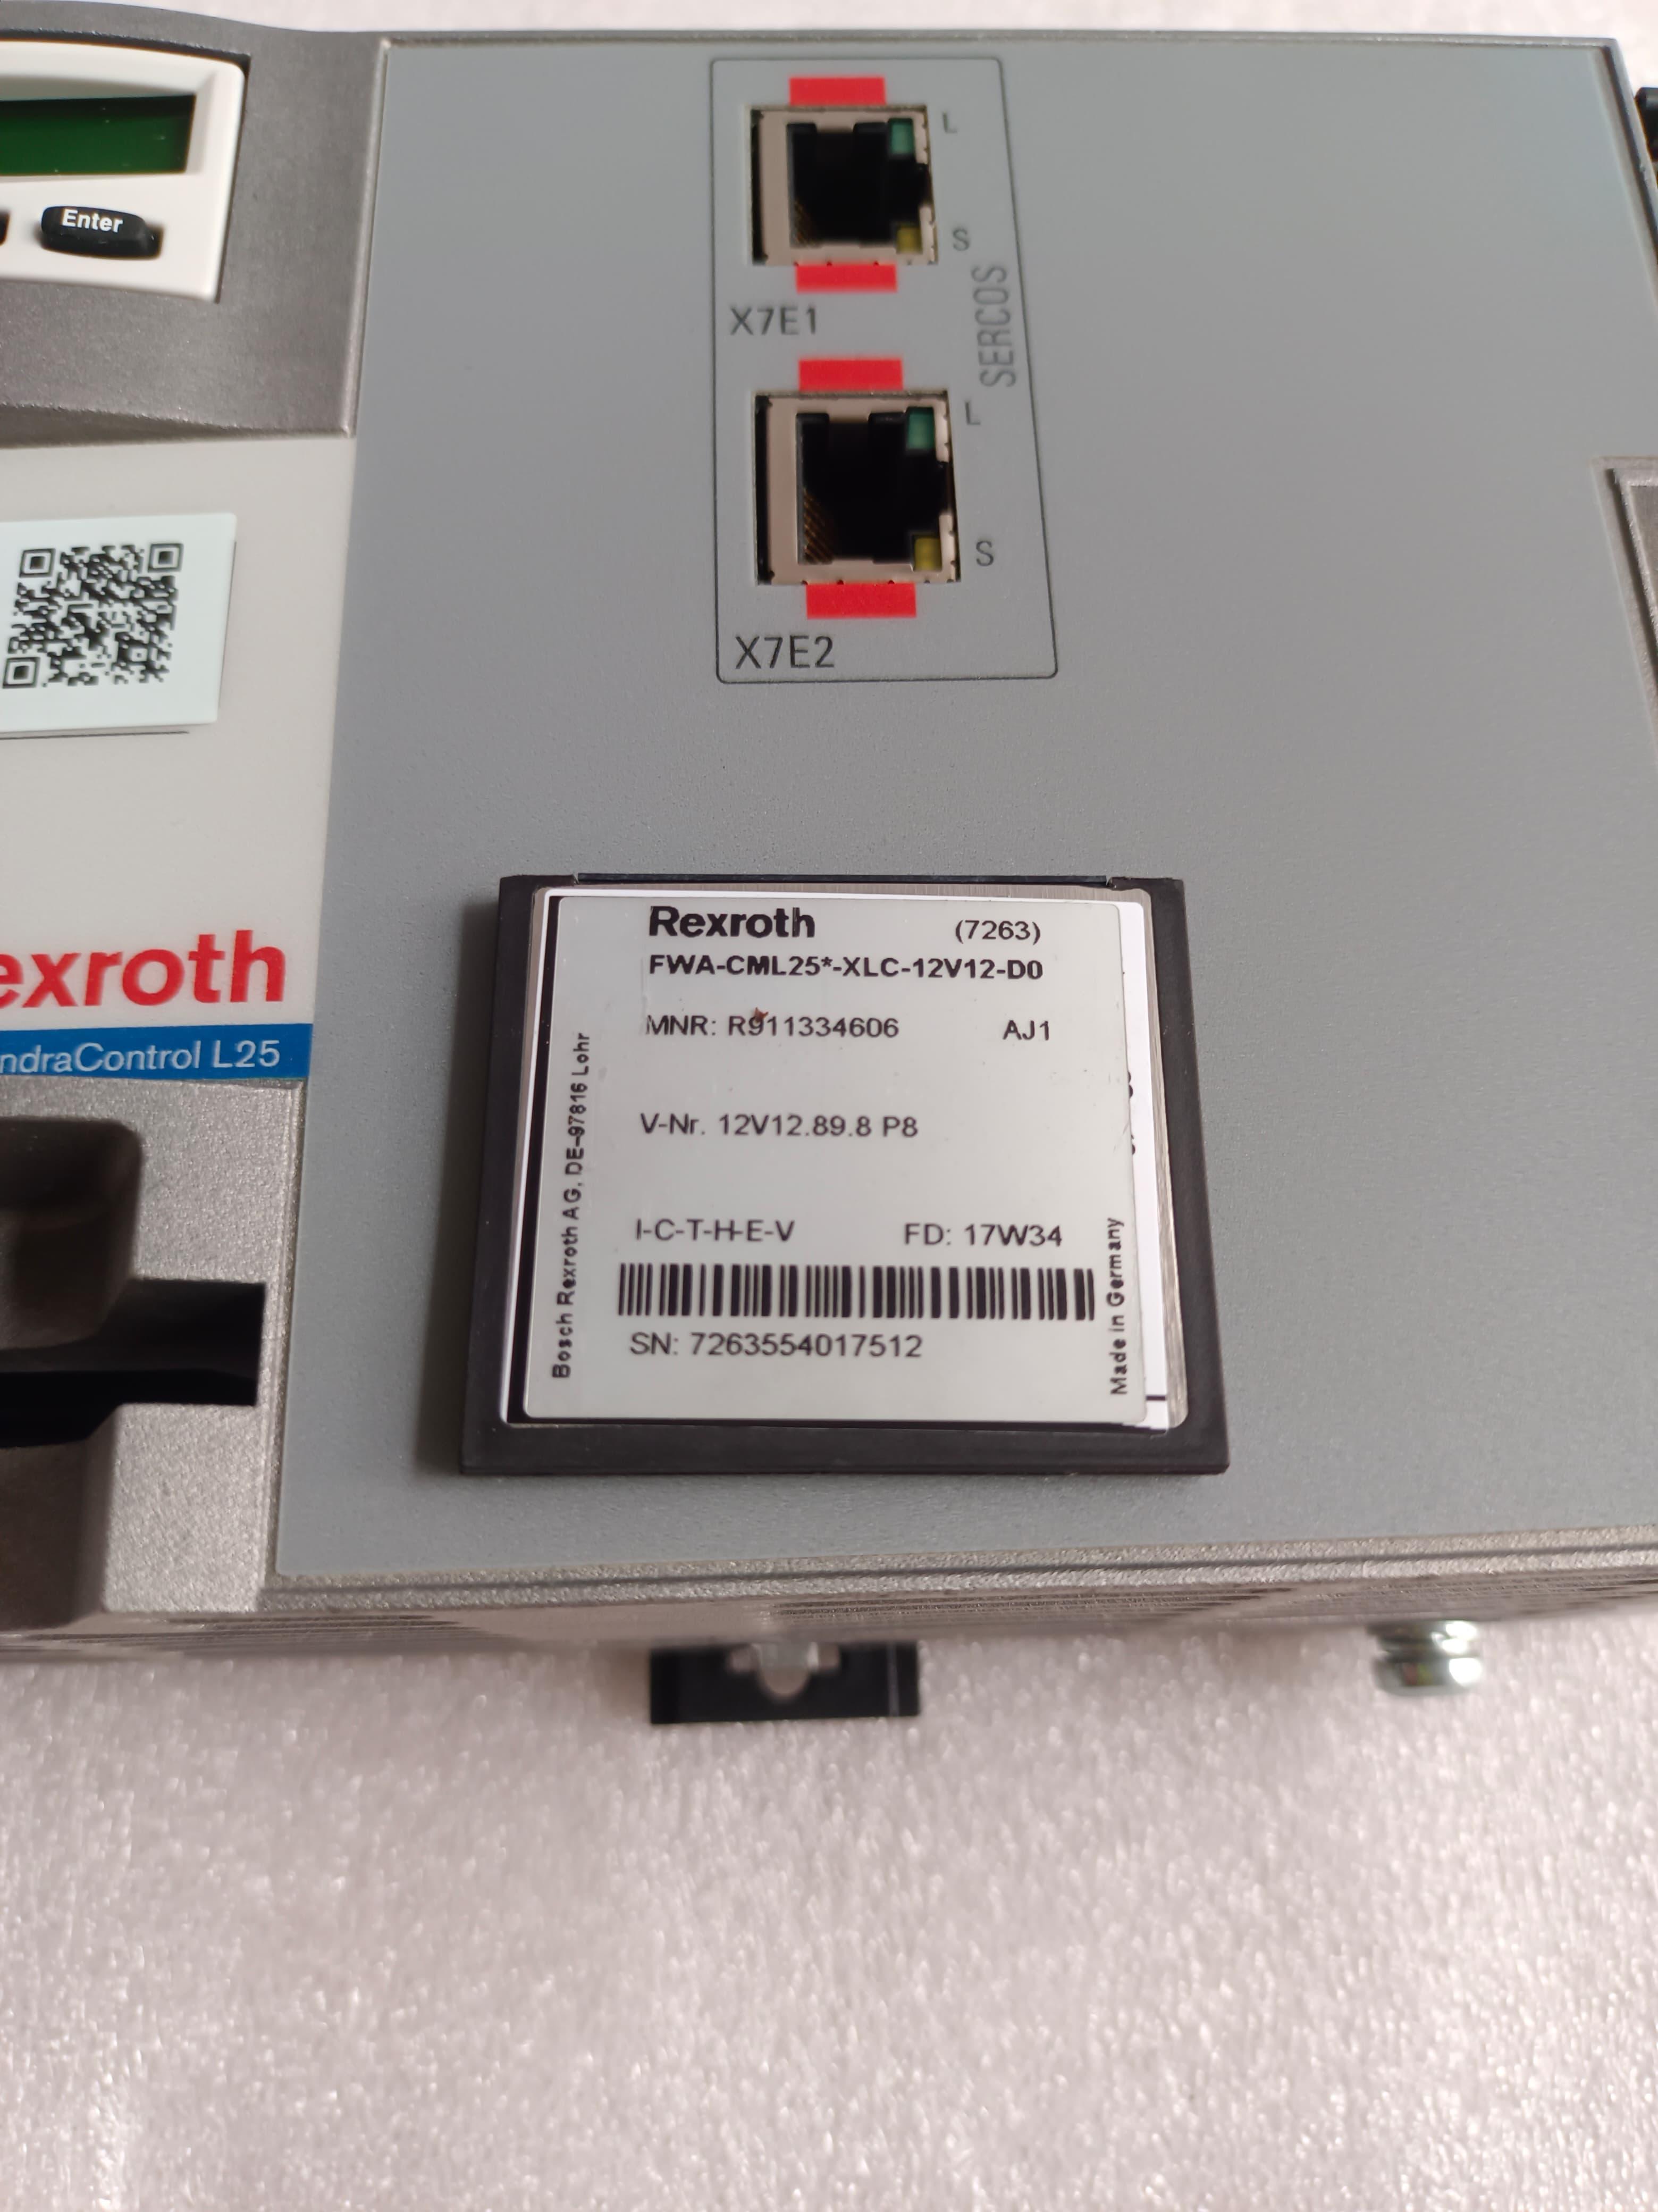 Enter
L
S
X7E1
SERCOS
L
S
X7E2
exroth
ndraControl L25
Rexroth (7263)
FWA-CML25*-XLC-12V12-D0
MNR: R911334606 AJ1
V-Nr. 12V12.89.8 P8
I-C-T-H-E-V FD: 17W34
SN: 7263554017512
Bosch Rexroth AG, DE-97816 Lohr
Made in Germany